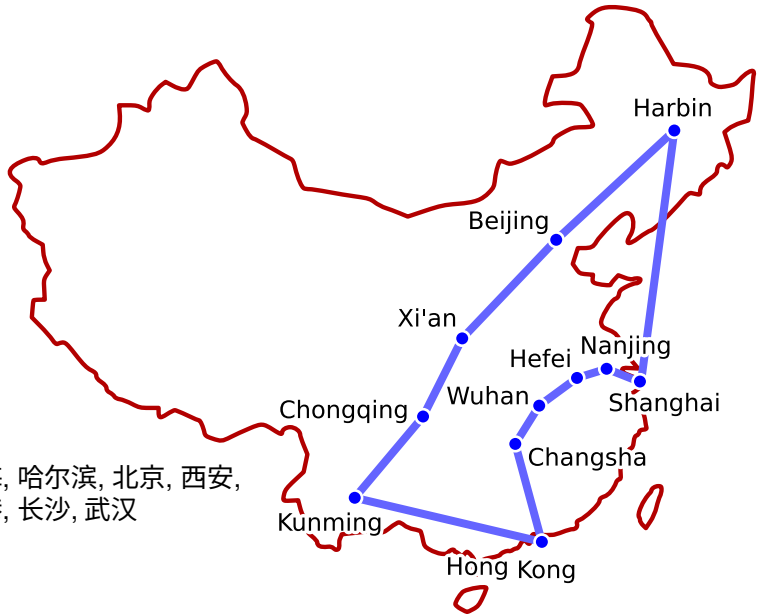 Harbin
Beijing
Xi'an
Nanjing
Hefei
Wuhan
Shanghai
Chongqing
Changsha
, 哈尔滨, 北京, 西安,
, 长沙, 武汉
Kunming
Hong Kong